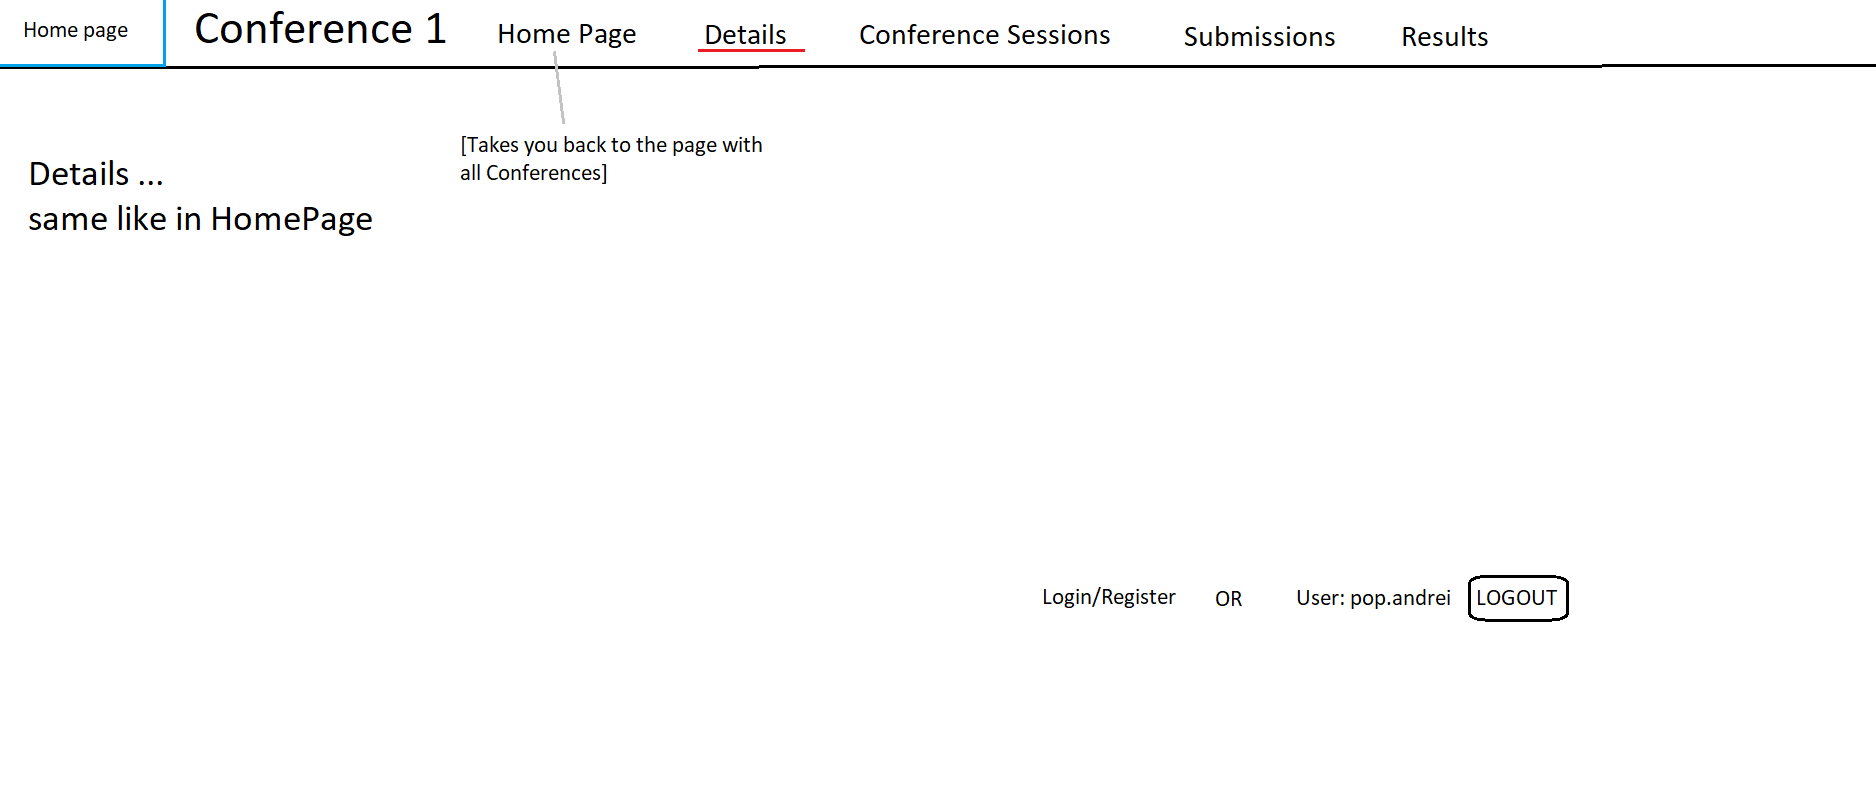 Home page
Conference 1
Home Page
Details
Conference Sessions
Submissions
Results
[Takes you back to the page with
all Conferences]
Details ...
same like in HomePage
Login/Register
OR
User: pop.andrei
LOGOUT